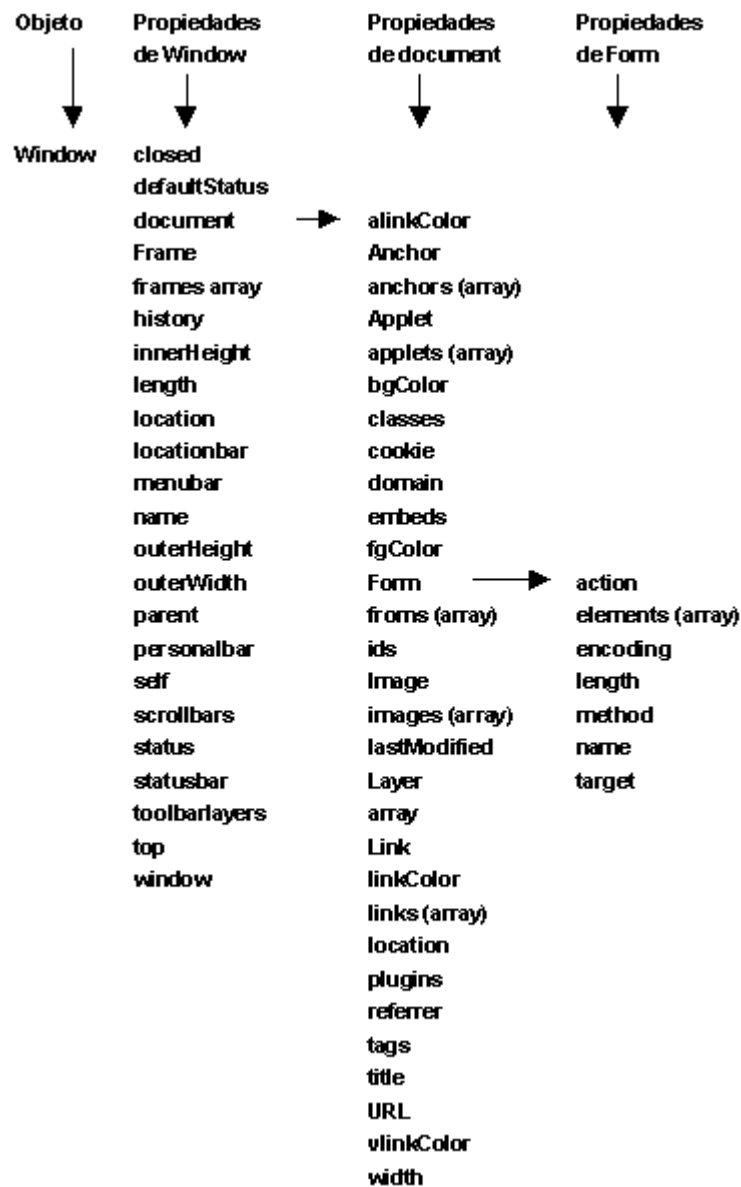 Objeto Propiedades Propiedades Propiedades
de Window de document de Form
Window closed
defaultStatus
document alinkColor
Frame Anchor
frames array anchors (array)
history Applet
innerHeight applets (array)
length bgColor
location classes
locationbar cookie
menubar domain
name embeds
outerHeight fgColor
outerWidth Form action
parent froms (array) elements (array)
personalbar ids encoding
self Image length
scrollbars images (array) method
status lastModified name
statusbar Layer target
toolbarlayers array
top Link
window linkColor
links (array)
location
plugins
referrer
tags
title
URL
vlinkColor
width